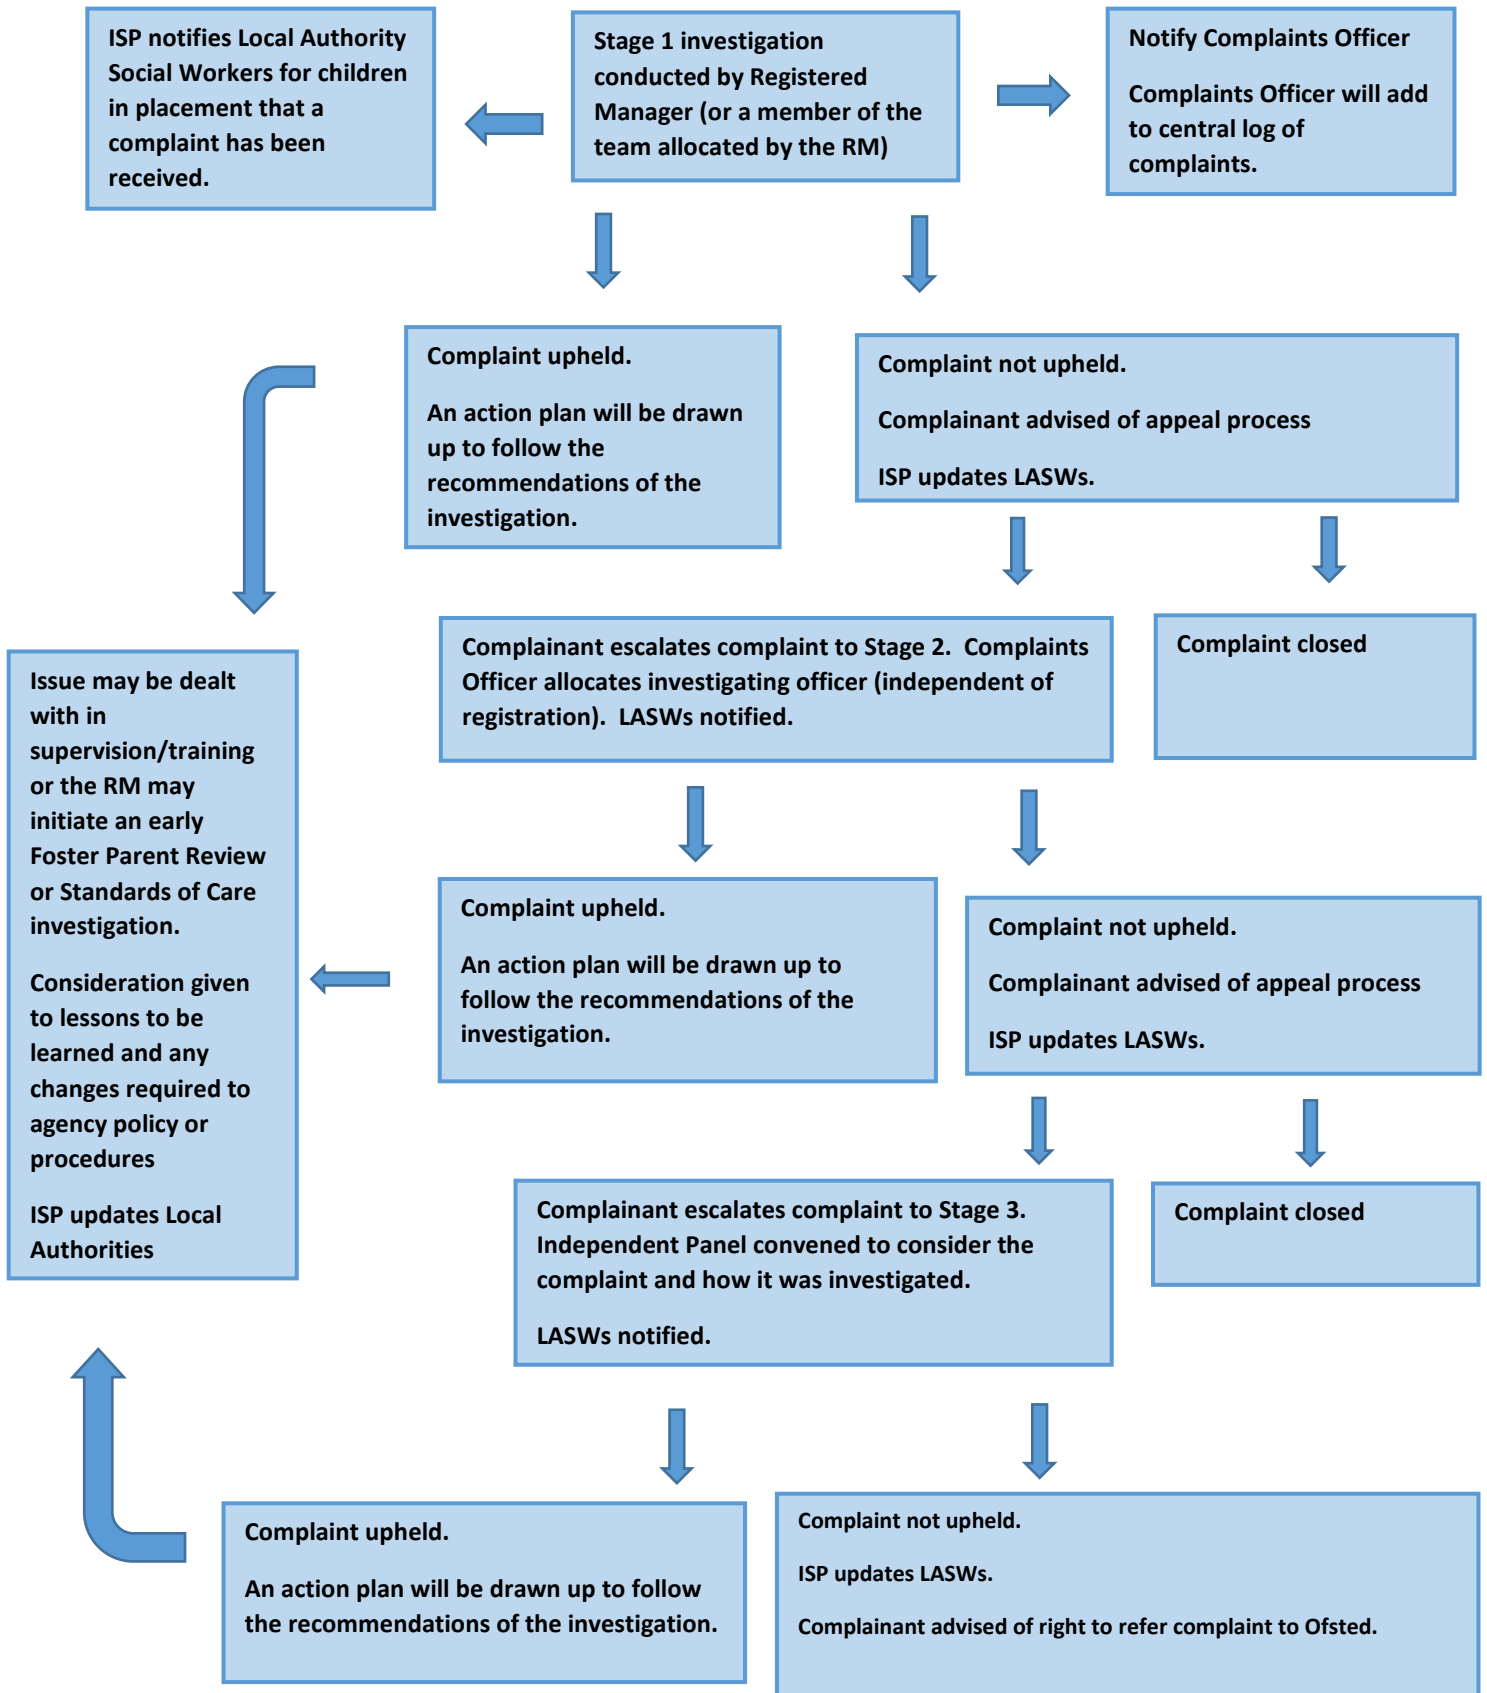 ISP notifies Local Authority
Social Workers for children
in placement that a
complaint has been
received.
Stage 1 investigation
conducted by Registered
Manager (or a member of the
team allocated by the RM)
Notify Complaints Officer
Complaints Officer will add
to central log of
complaints.
Complaint upheld.
An action plan will be drawn
up to follow the
recommendations of the
investigation.
Complaint not upheld.
Complainant advised of appeal process
ISP updates LASWs.
Complainant escalates complaint to Stage 2.  Complaints
Officer allocates investigating officer (independent of
registration).  LASWs notified.
Complaint closed
Issue may be dealt
with in
supervision/training
or the RM may
initiate an early
Foster Parent Review
or Standards of Care
investigation.
Consideration given
to lessons to be
learned and any
changes required to
agency policy or
procedures
ISP updates Local
Authorities
Complaint upheld.
An action plan will be drawn up to
follow the recommendations of the
investigation.
Complaint not upheld.
Complainant advised of appeal process
ISP updates LASWs.
Complainant escalates complaint to Stage 3.
Independent Panel convened to consider the
complaint and how it was investigated.
LASWs notified.
Complaint closed
Complaint upheld.
An action plan will be drawn up to follow
the recommendations of the investigation.
Complaint not upheld.
ISP updates LASWs.
Complainant advised of right to refer complaint to Ofsted.